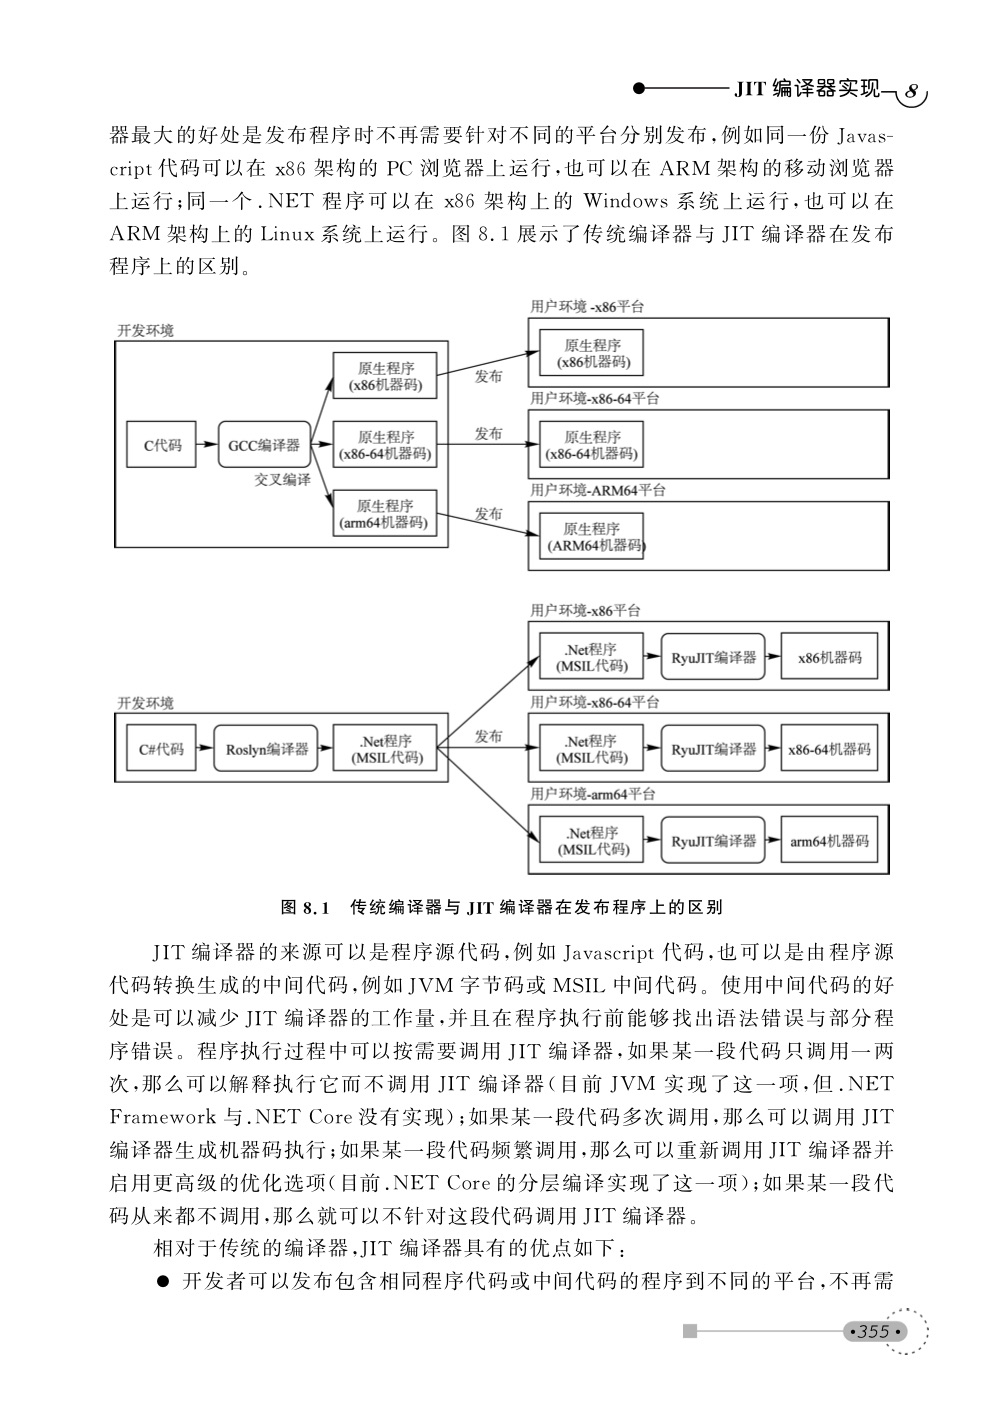 JIT 编译器实现 8
器最大的好处是发布程序时不再需要针对不同的平台分别发布,例如同一份 Javas-
cript 代码可以在 x86 架构的 PC 浏览器上运行,也可以在 ARM 架构的移动浏览器
上运行;同一个.NET 程序可以在 x86 架构上的 Windows 系统上运行,也可以在
ARM 架构上的 Linux 系统上运行。图 8.1 展示了传统编译器与 JIT 编译器在发布
程序上的区别。
开发环境
C代码
GCC编译器
交叉编译
原生程序
(x86机器码)
原生程序
(x86-64机器码)
原生程序
(arm64机器码)
发布
发布
发布
用户环境 -x86平台
原生程序
(x86机器码)
用户环境-x86-64平台
原生程序
(x86-64机器码)
用户环境-ARM64平台
原生程序
(ARM64机器码)
开发环境
C#代码
Roslyn编译器
.Net程序
(MSIL代码)
发布
用户环境-x86平台
.Net程序
(MSIL代码)
RyuJIT编译器
x86机器码
用户环境-x86-64平台
.Net程序
(MSIL代码)
RyuJIT编译器
x86-64机器码
用户环境-arm64平台
.Net程序
(MSIL代码)
RyuJIT编译器
arm64机器码
图 8.1 传统编译器与 JIT 编译器在发布程序上的区别
JIT 编译器的来源可以是程序源代码,例如 Javascript 代码,也可以是由程序源
代码转换生成的中间代码,例如 JVM 字节码或 MSIL 中间代码。使用中间代码的好
处是可以减少 JIT 编译器的工作量,并且在程序执行前能够找出语法错误与部分程
序错误。程序执行过程中可以按需要调用 JIT 编译器,如果某一段代码只调用一两
次,那么可以解释执行它而不调用 JIT 编译器(目前 JVM 实现了这一项,但.NET
Framework 与.NET Core 没有实现);如果某一段代码多次调用,那么可以调用 JIT
编译器生成机器码执行;如果某一段代码频繁调用,那么可以重新调用 JIT 编译器并
启用更高级的优化选项(目前.NET Core 的分层编译实现了这一项);如果某一段代
码从来都不调用,那么就可以不针对这段代码调用 JIT 编译器。
相对于传统的编译器,JIT 编译器具有的优点如下:
● 开发者可以发布包含相同程序代码或中间代码的程序到不同的平台,不再需
·355·